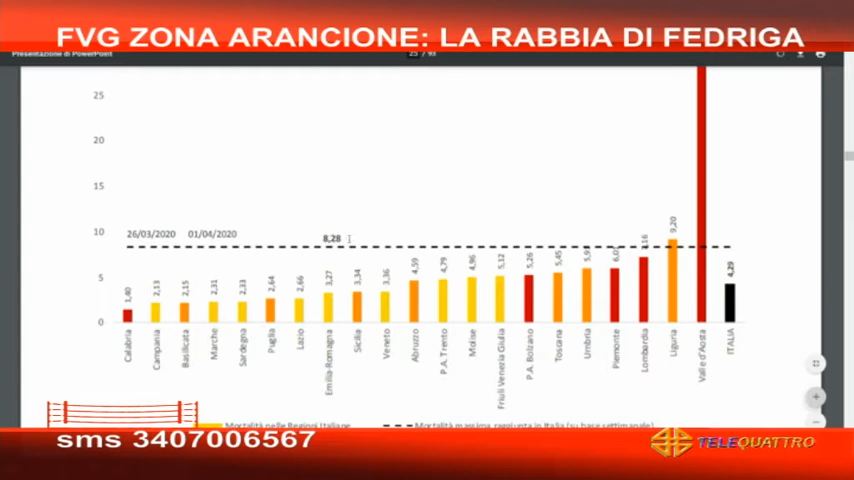 FVG ZONA ARANCIONE: LA RABBIA DI FEDRIGA
Presentazione di PowerPoint
25 / 93
25
20
15
10
5
0
26/03/2020 01/04/2020
8,28
1,40
2,13
2,15
2,31
2,33
2,64
2,66
3,27
3,34
3,36
4,59
4,79
4,96
5,12
5,26
5,45
5,9
6,0
,16
9,20
4,29
Calabria
Campania
Basilicata
Marche
Sardegna
Puglia
Lazio
Emilia-Romagna
Sicilia
Veneto
Abruzzo
P.A. Trento
Molise
Friuli Venezia Giulia
P.A. Bolzano
Toscana
Umbria
Piemonte
Lombardia
Liguria
Valle d'Aosta
ITALIA
Mortalità nelle Regioni Italiane
Mortalità massima raggiunta in Italia (su base settimanale)
sms 3407006567
TELEQUATTRO